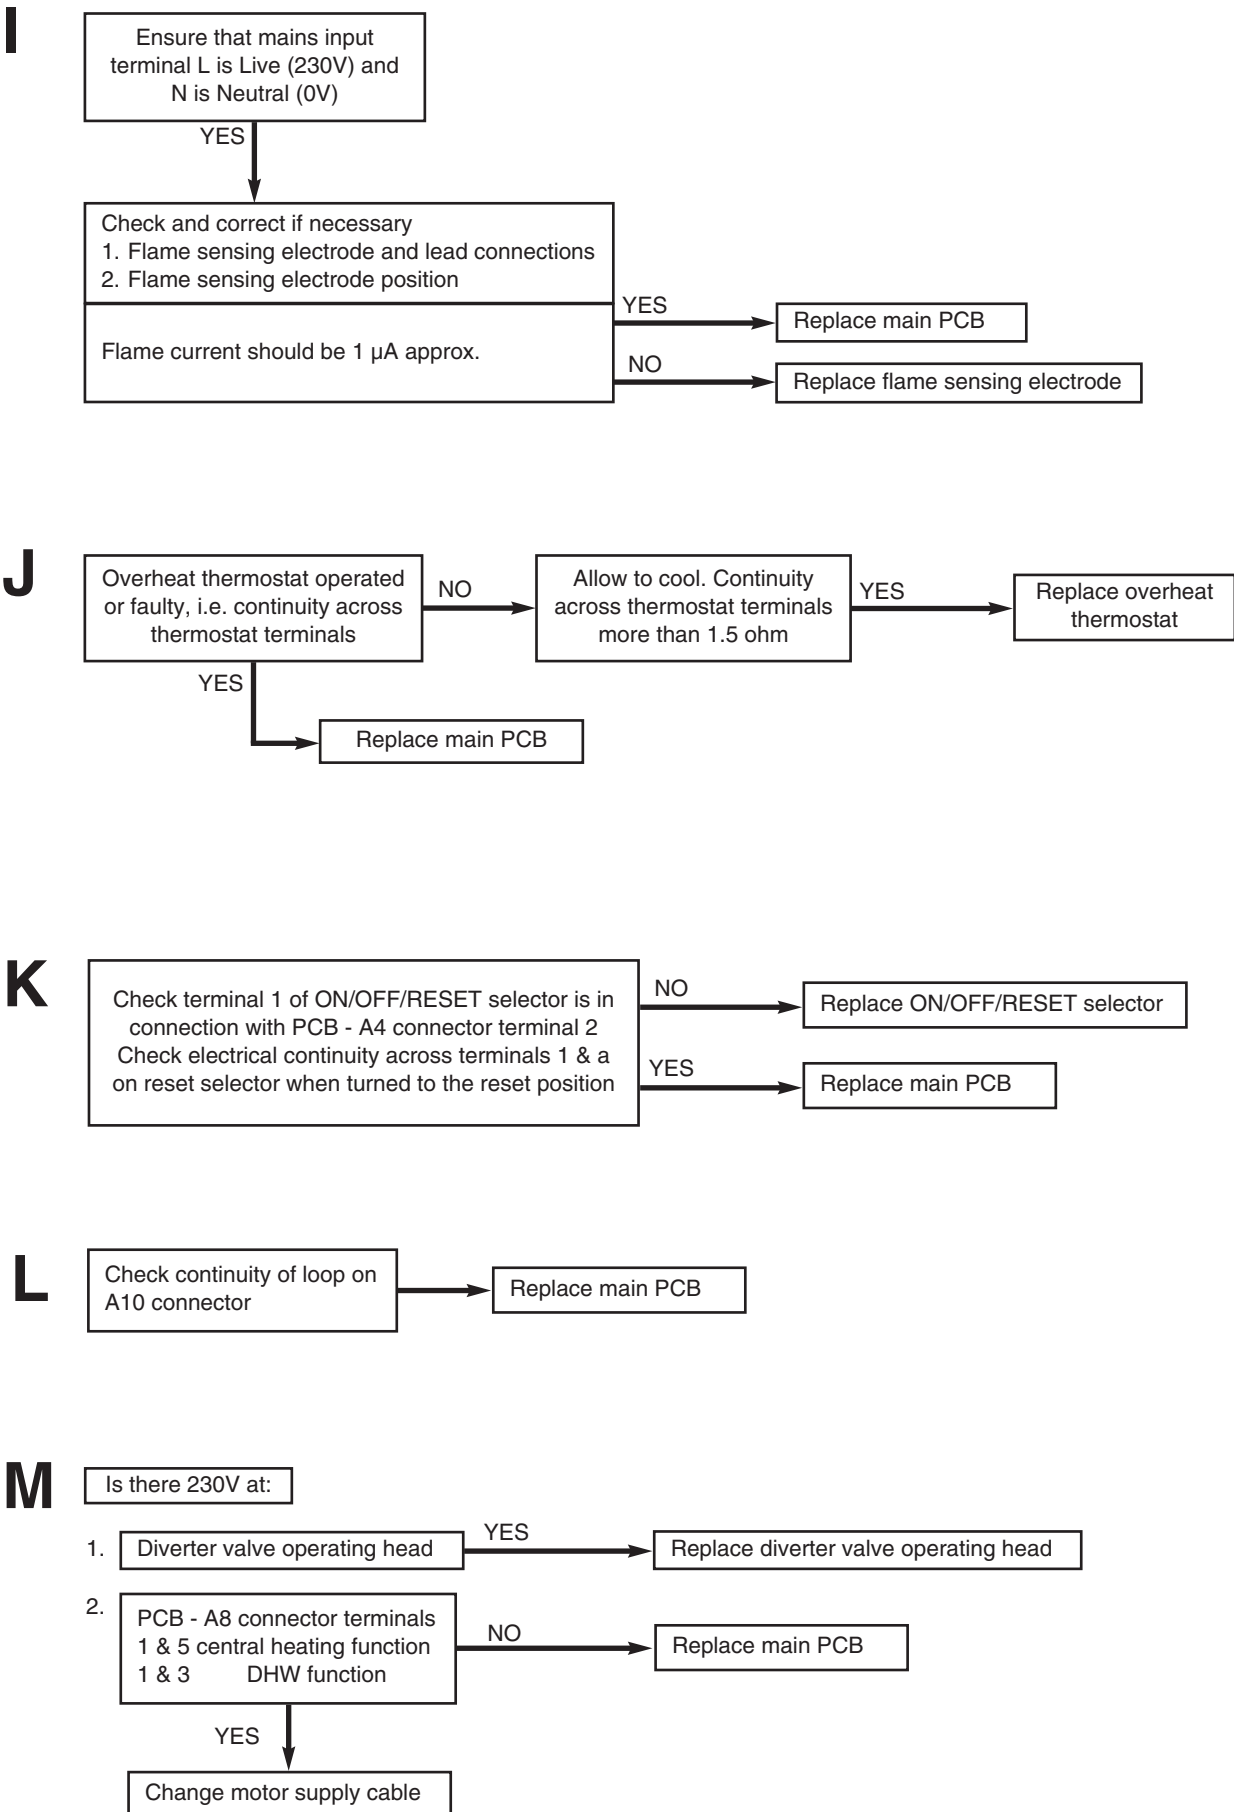 I
Ensure that mains input
terminal L is Live (230V) and
N is Neutral (0V)
YES
Check and correct if necessary
1. Flame sensing electrode and lead connections
2. Flame sensing electrode position
Flame current should be 1 µA approx.
YES
Replace main PCB
NO
Replace flame sensing electrode
J
Overheat thermostat operated
or faulty, i.e. continuity across
thermostat terminals
NO
Allow to cool. Continuity
across thermostat terminals
more than 1.5 ohm
YES
Replace overheat
thermostat
YES
Replace main PCB
K
Check terminal 1 of ON/OFF/RESET selector is in
connection with PCB - A4 connector terminal 2
Check electrical continuity across terminals 1 & a
on reset selector when turned to the reset position
NO
Replace ON/OFF/RESET selector
YES
Replace main PCB
L
Check continuity of loop on
A10 connector
Replace main PCB
M
Is there 230V at:
1. Diverter valve operating head
YES
Replace diverter valve operating head
2. PCB - A8 connector terminals
1 & 5 central heating function
1 & 3 DHW function
NO
Replace main PCB
YES
Change motor supply cable